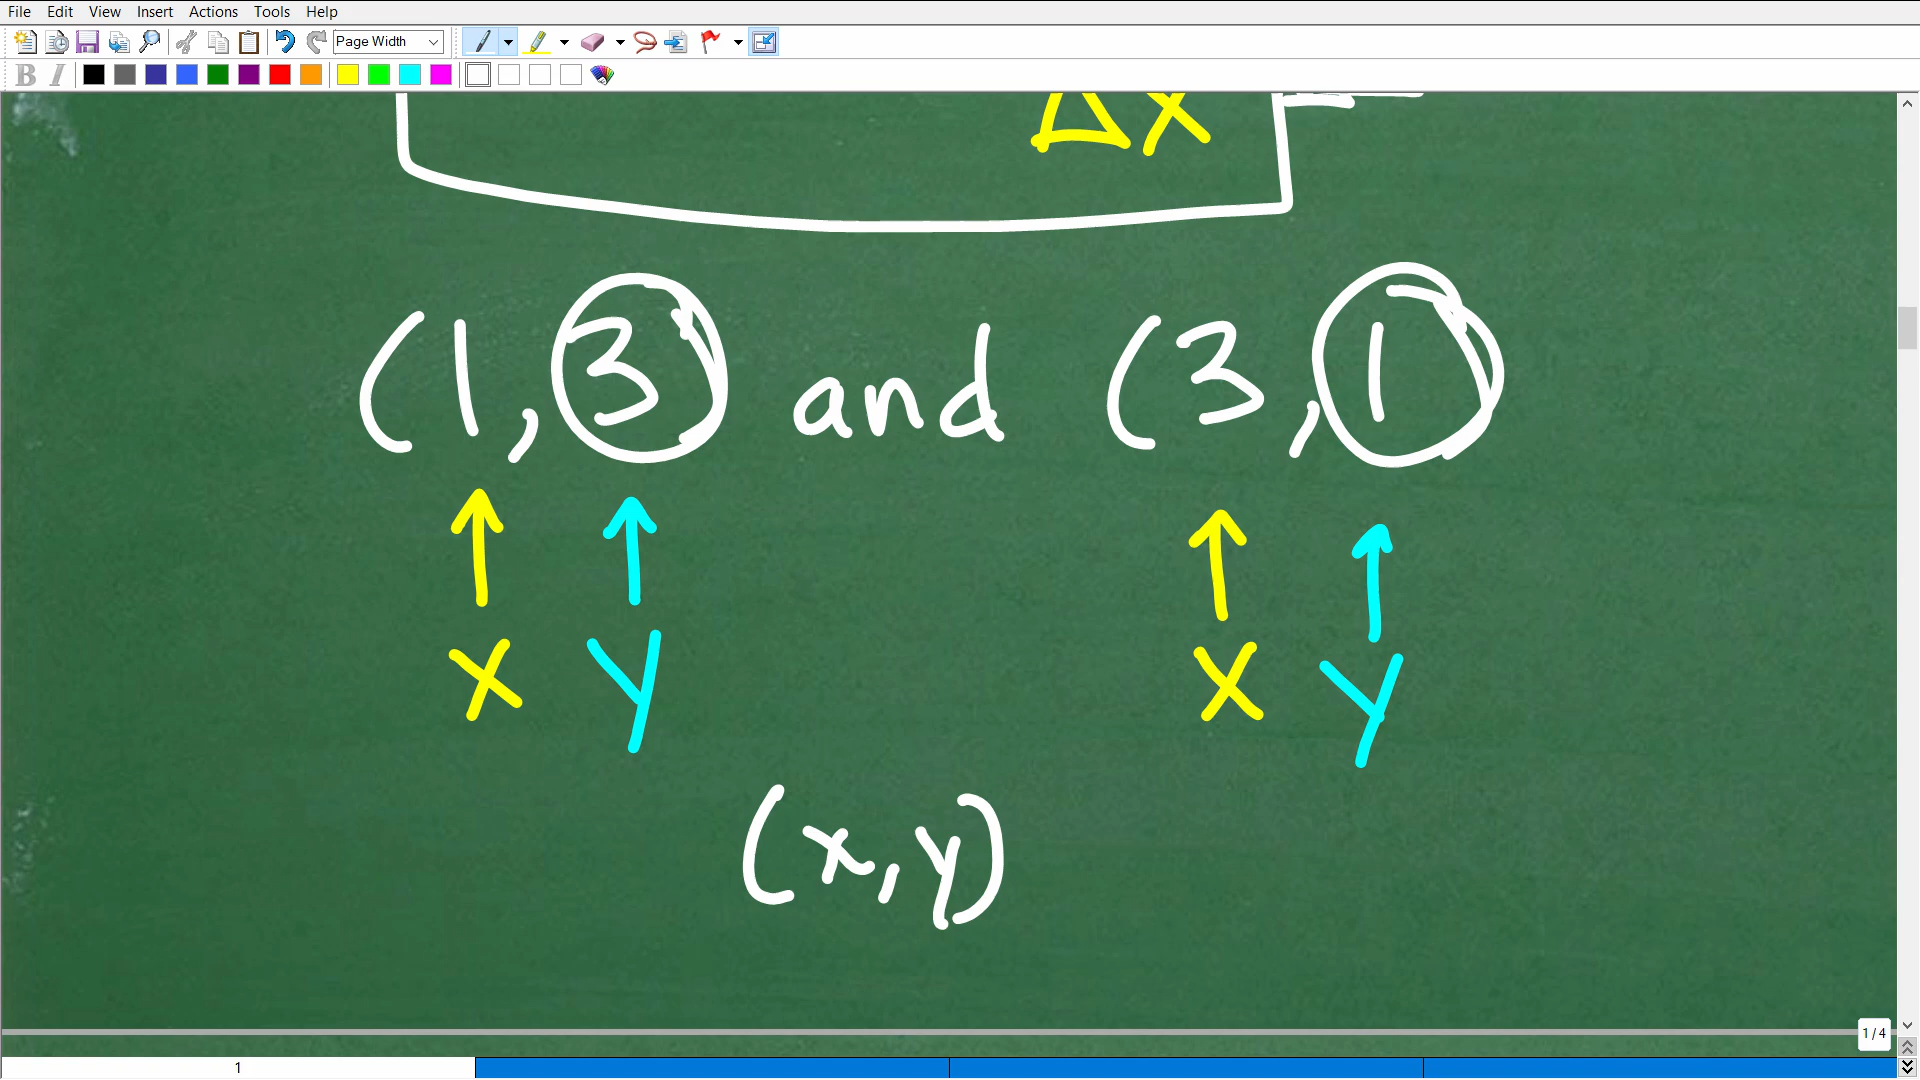 File Edit View Insert Actions Tools Help
Page Width
B I
Δx
(1,3) and (3,1)
x y x y
(x,y)
1/4
1